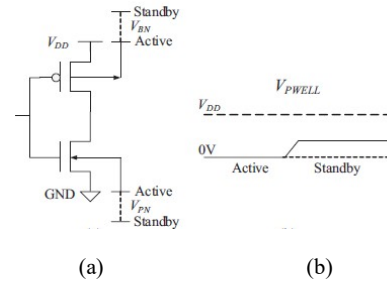 Standby
V_BN
V_DD
Active
GND
Active
V_PN
Standby
V_PWELL
V_DD
0V
Active Standby
(a) (b)